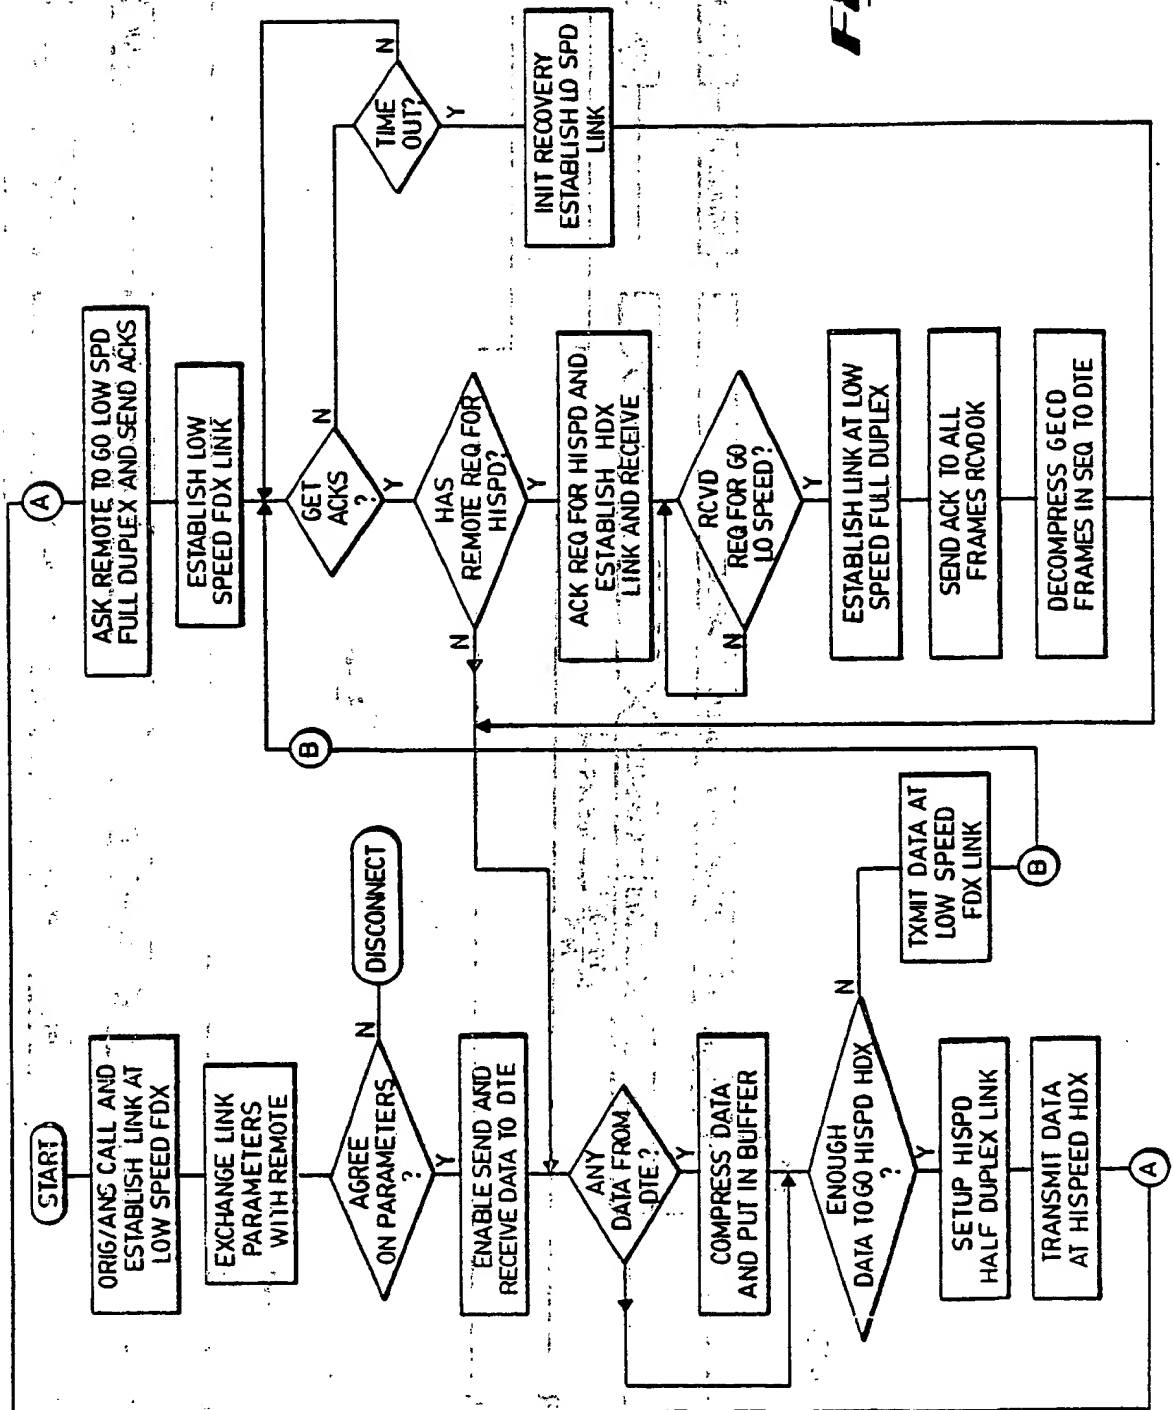 START
ORIG/ANS CALL AND
ESTABLISH LINK AT
LOW SPEED FDX
EXCHANGE LINK
PARAMETERS
WITH REMOTE
AGREE
ON PARAMETERS
?
N
DISCONNECT
Y
ENABLE SEND AND
RECEIVE DATA TO DTE
ANY
DATA FROM
DTE?
Y
COMPRESS DATA
AND PUT IN BUFFER
ENOUGH
DATA TO GO HISPD HDX
?
N
TXMIT DATA AT
LOW SPEED
FDX LINK
B
Y
SETUP HISPD
HALF DUPLEX LINK
TRANSMIT DATA
AT HISPEED HDX
A
A
ASK REMOTE TO GO LOW SPD
FULL DUPLEX AND SEND ACKS
ESTABLISH LOW
SPEED FDX LINK
B
GET
ACKS
?
N
TIME
OUT?
N
Y
INIT RECOVERY
ESTABLISH LO SPD
LINK
Y
HAS
REMOTE REQ FOR
HISPD?
N
Y
ACK REQ FOR HISPD AND
ESTABLISH HDX
LINK AND RECEIVE
RCVD
REQ FOR GO
LO SPEED?
N
Y
ESTABLISH LINK AT LOW
SPEED FULL DUPLEX
SEND ACK TO ALL
FRAMES RCVDOK
DECOMPRESS GECD
FRAMES IN SEQ TO DTE